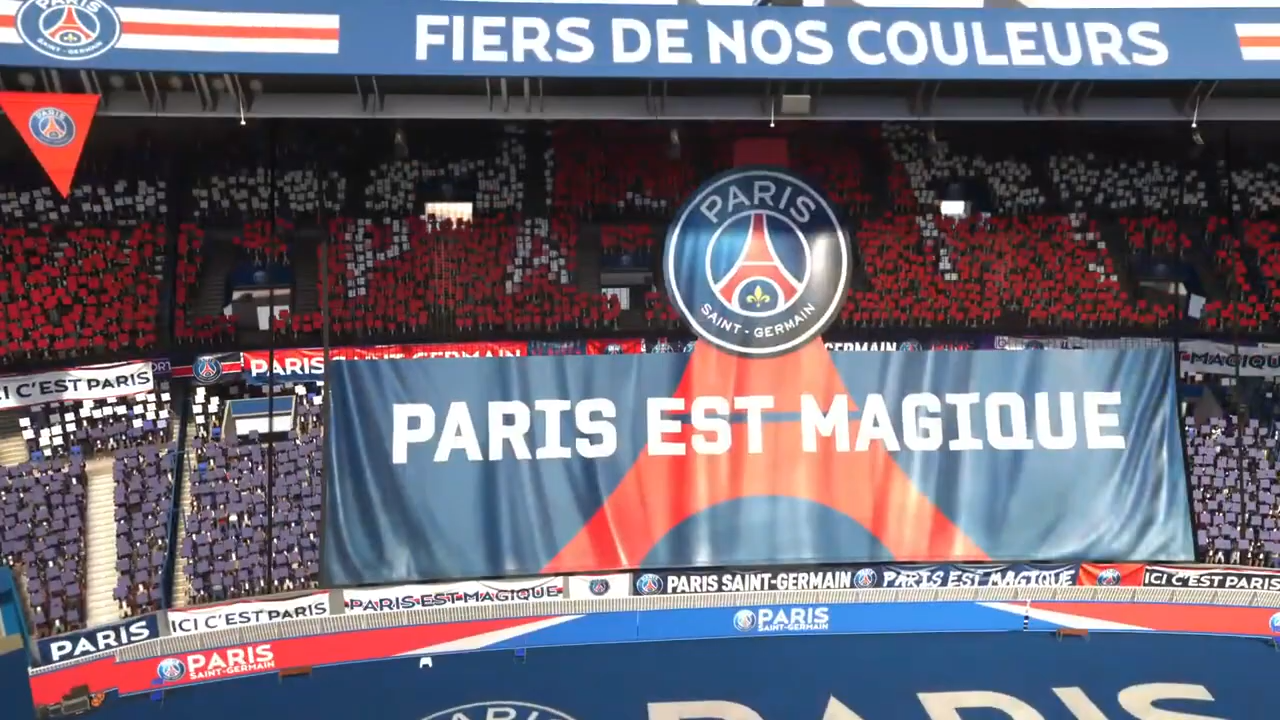 PARIS
SAINT-GERMAIN
FIERS DE NOS COULEURS
PARIS
PARIS
SAINT-GERMAIN
ICI C'EST PARIS
PARIS SAINT-GERMAIN
GERMAIN
MAGIQUE
PARIS EST MAGIQUE
PARIS
ICI C'EST PARIS
PARIS EST MAGIQUE
PARIS SAINT-GERMAIN
PARIS EST MAGIQUE
ICI C'EST PARIS
PARIS
SAINT-GERMAIN
PARIS
SAINT-GERMAIN
PARIS
PARIS